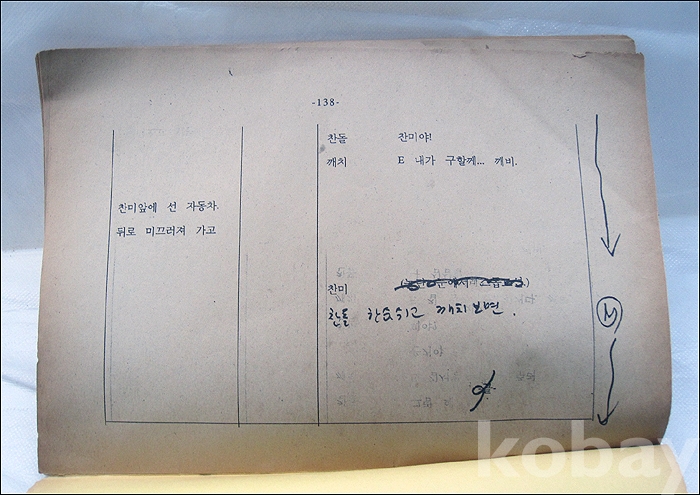 -138-
찬돌 찬미야!
깨치 E 내가 구할께... 깨비.
찬미앞에 선 자동차.
뒤로 미끄러져 가고
찬미
찬돌 한숨쉬고 깨치보면.
kobay